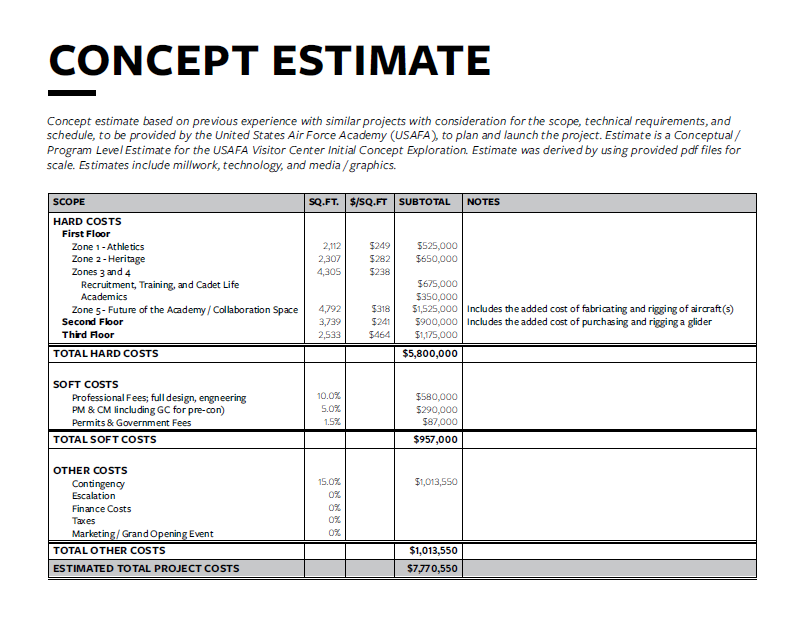 CONCEPT ESTIMATE
Concept estimate based on previous experience with similar projects with consideration for the scope, technical requirements, and
schedule, to be provided by the United States Air Force Academy (USAFA), to plan and launch the project. Estimate is a Conceptual /
Program Level Estimate for the USAFA Visitor Center Initial Concept Exploration. Estimate was derived by using provided pdf files for
scale. Estimates include millwork, technology, and media / graphics.
SCOPE SQ.FT. $/SQ.FT SUBTOTAL NOTES
HARD COSTS
First Floor
Zone 1 - Athletics 2,112 $249 $525,000
Zone 2 - Heritage 2,307 $282 $650,000
Zones 3 and 4 4,305 $238
Recruitment, Training, and Cadet Life $675,000
Academics $350,000
Zone 5 - Future of the Academy / Collaboration Space 4,792 $318 $1,525,000 Includes the added cost of fabricating and rigging of aircraft(s)
Second Floor 3,739 $241 $900,000 Includes the added cost of purchasing and rigging a glider
Third Floor 2,533 $464 $1,175,000
TOTAL HARD COSTS $5,800,000
SOFT COSTS
Professional Fees; full design, engneering 10.0% $580,000
PM & CM (including GC for pre-con) 5.0% $290,000
Permits & Government Fees 1.5% $87,000
TOTAL SOFT COSTS $957,000
OTHER COSTS
Contingency 15.0% $1,013,550
Escalation 0%
Finance Costs 0%
Taxes 0%
Marketing / Grand Opening Event 0%
TOTAL OTHER COSTS $1,013,550
ESTIMATED TOTAL PROJECT COSTS $7,770,550